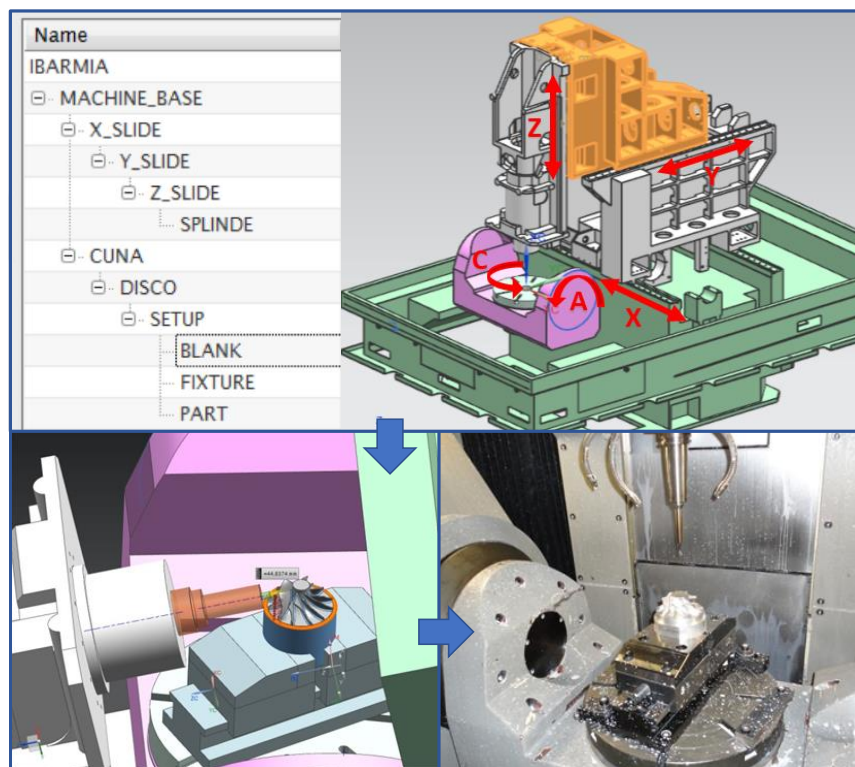 Name
IBARMIA
MACHINE_BASE
X_SLIDE
Y_SLIDE
Z_SLIDE
SPLINDE
CUNA
DISCO
SETUP
BLANK
FIXTURE
PART
Z
Y
C
A
X